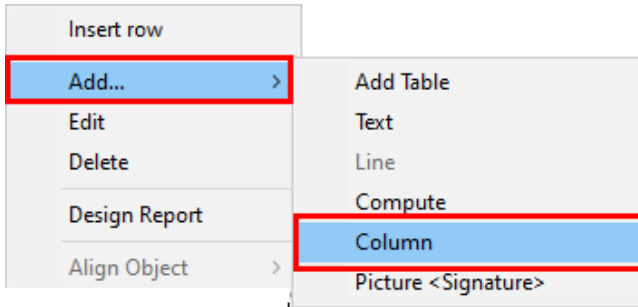 Insert row
Add...
Edit
Delete
Design Report
Align Object
Add Table
Text
Line
Compute
Column
Picture <Signature>